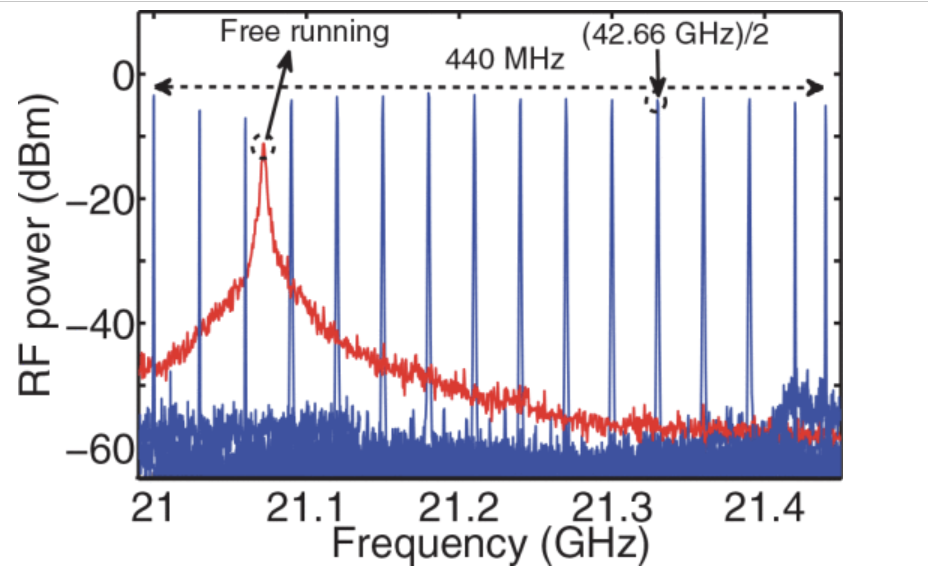 Free running
(42.66 GHz)/2
440 MHz
0
−20
−40
−60
RF power (dBm)
21
21.1
21.2
21.3
21.4
Frequency (GHz)